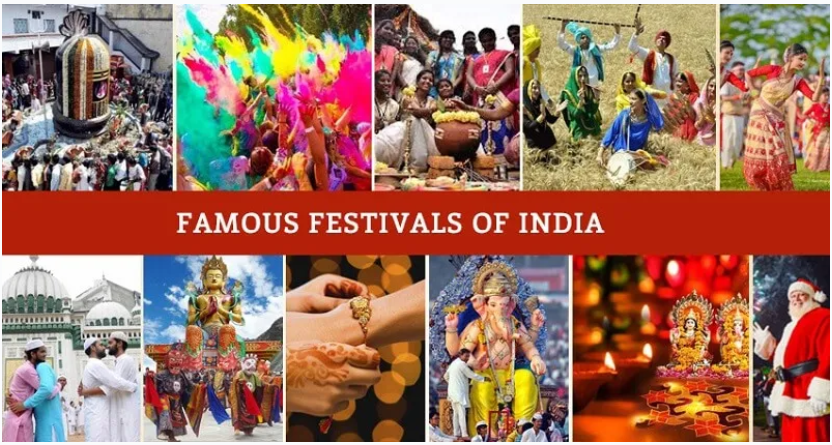 FAMOUS FESTIVALS OF INDIA